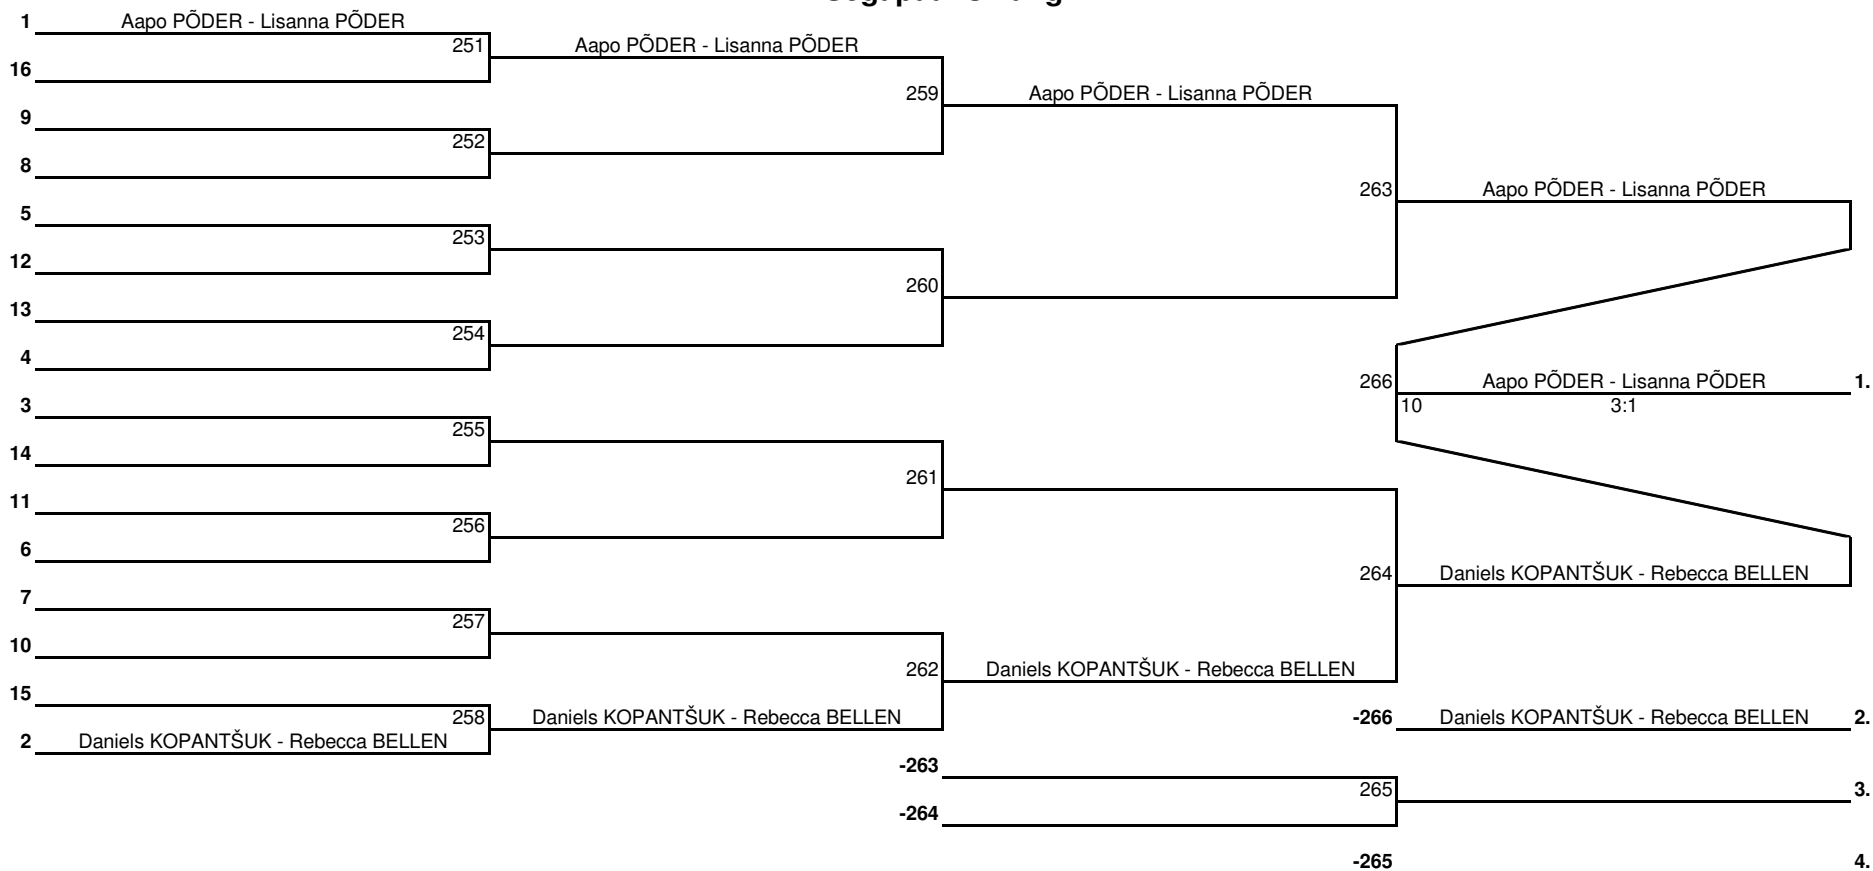 1 Aapo PÕDER - Lisanna PÕDER
251 Aapo PÕDER - Lisanna PÕDER
16
259 Aapo PÕDER - Lisanna PÕDER
9
252
8
263 Aapo PÕDER - Lisanna PÕDER
5
253
12
260
13
254
4
266 Aapo PÕDER - Lisanna PÕDER 1.
10 3:1
3
255
14
261
11
256
6
264 Daniels KOPANTŠUK - Rebecca BELLEN
7
257
10
262 Daniels KOPANTŠUK - Rebecca BELLEN
15
258 Daniels KOPANTŠUK - Rebecca BELLEN
-266 Daniels KOPANTŠUK - Rebecca BELLEN 2.
2 Daniels KOPANTŠUK - Rebecca BELLEN
-263
265 3.
-264
-265 4.